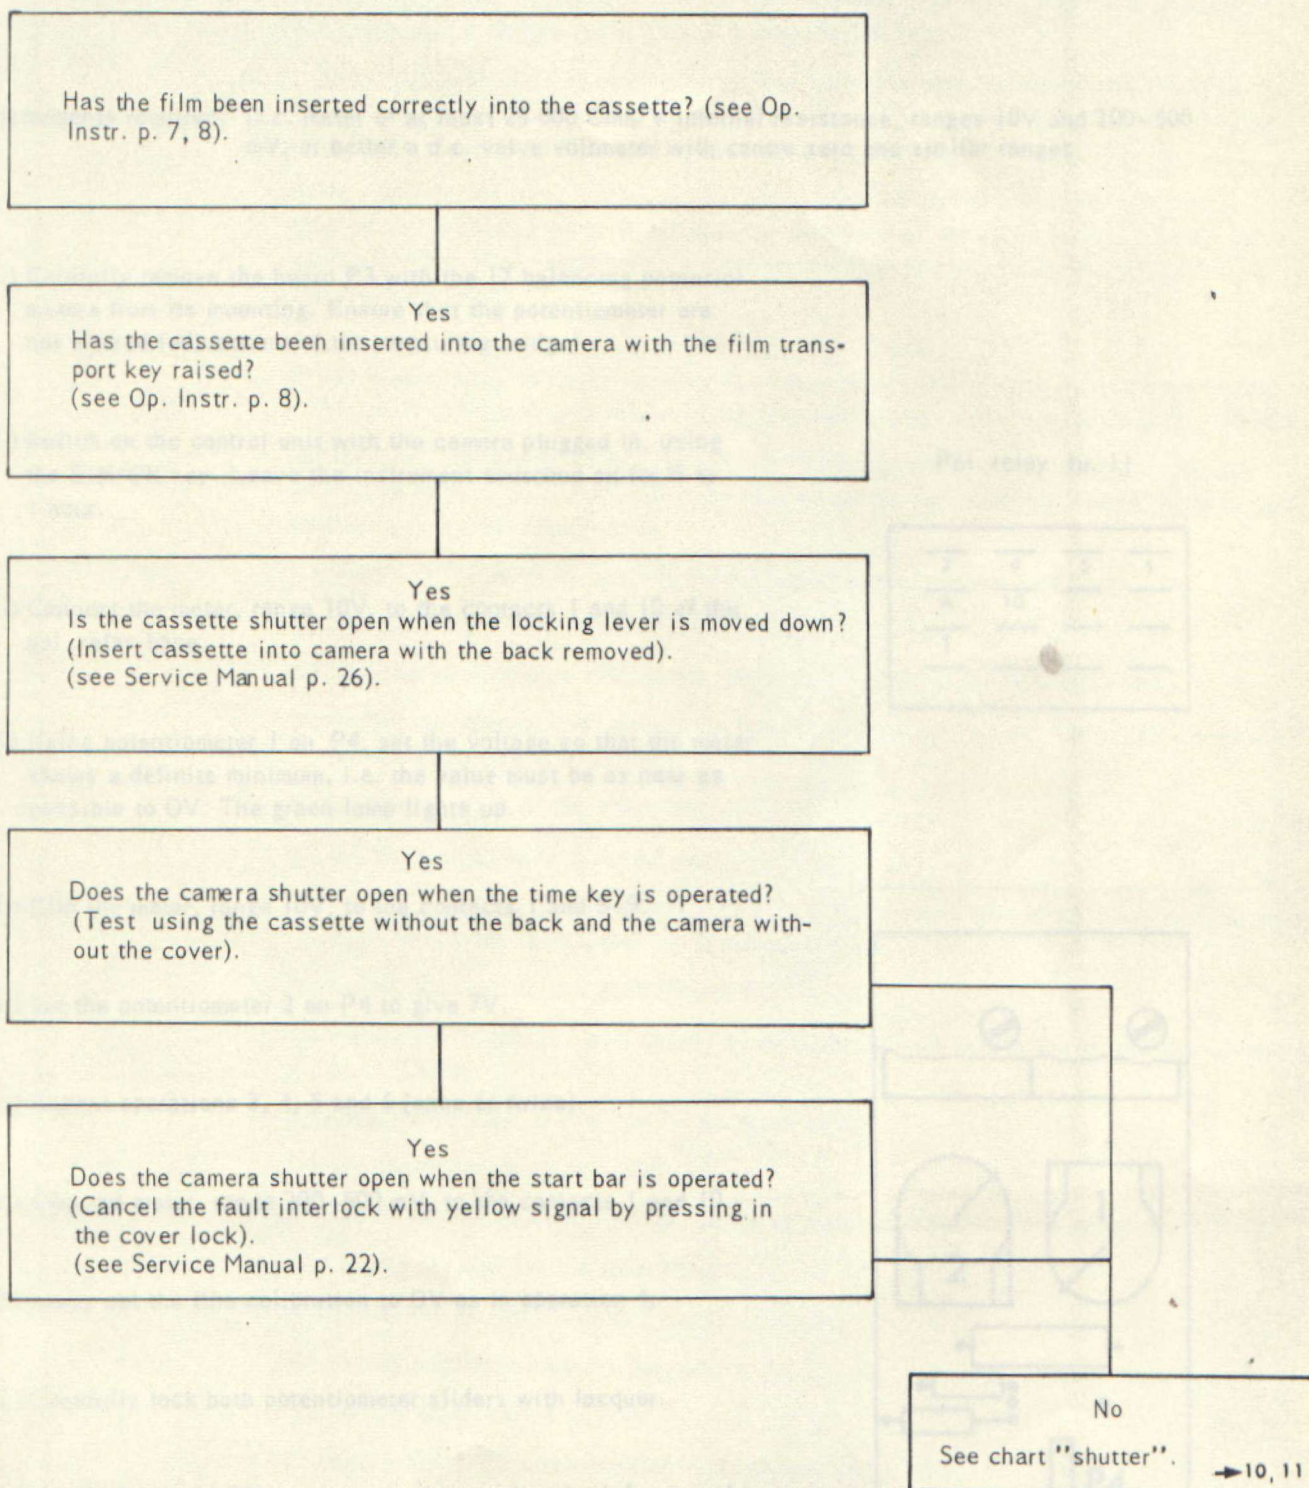 Has the film been inserted correctly into the cassette? (see Op.
Instr. p. 7, 8).
Yes
Has the cassette been inserted into the camera with the film trans-
port key raised?
(see Op. Instr. p. 8).
Yes
Is the cassette shutter open when the locking lever is moved down?
(Insert cassette into camera with the back removed).
(see Service Manual p. 26).
Yes
Does the camera shutter open when the time key is operated?
(Test using the cassette without the back and the camera with-
out the cover).
Yes
Does the camera shutter open when the start bar is operated?
(Cancel the fault interlock with yellow signal by pressing in
the cover lock).
(see Service Manual p. 22).
No
See chart "shutter".
→10, 11